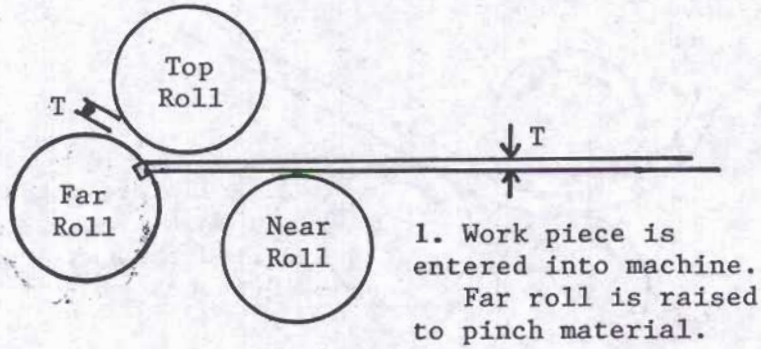 Top
Roll
T
T
Far
Roll
Near
Roll
1. Work piece is
entered into machine.
Far roll is raised
to pinch material.